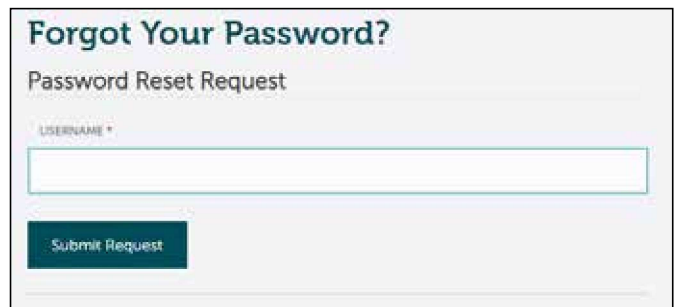 Forgot Your Password?
Password Reset Request
USERNAME *
Submit Request